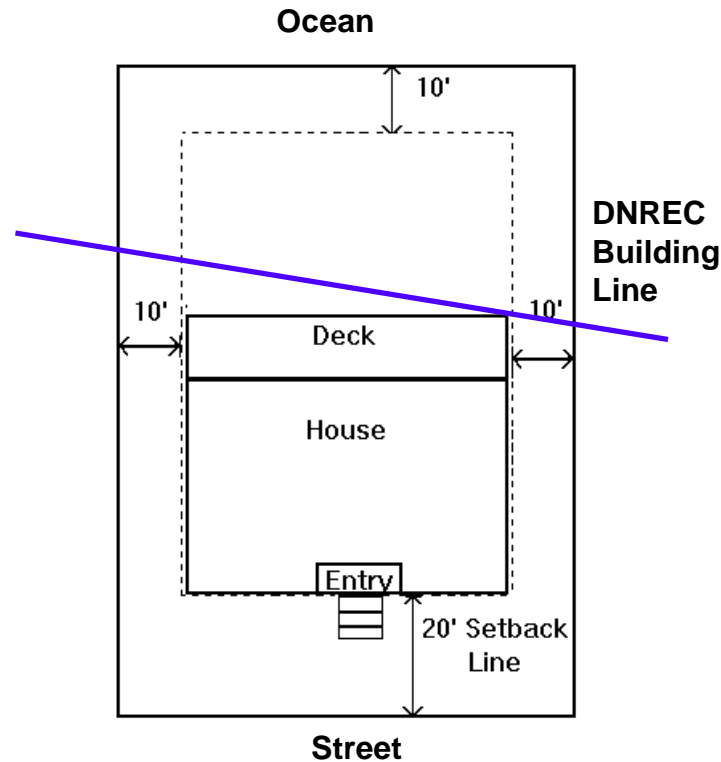 Ocean
10'
DNREC
Building
Line
10'
10'
Deck
House
Entry
20' Setback
Line
Street